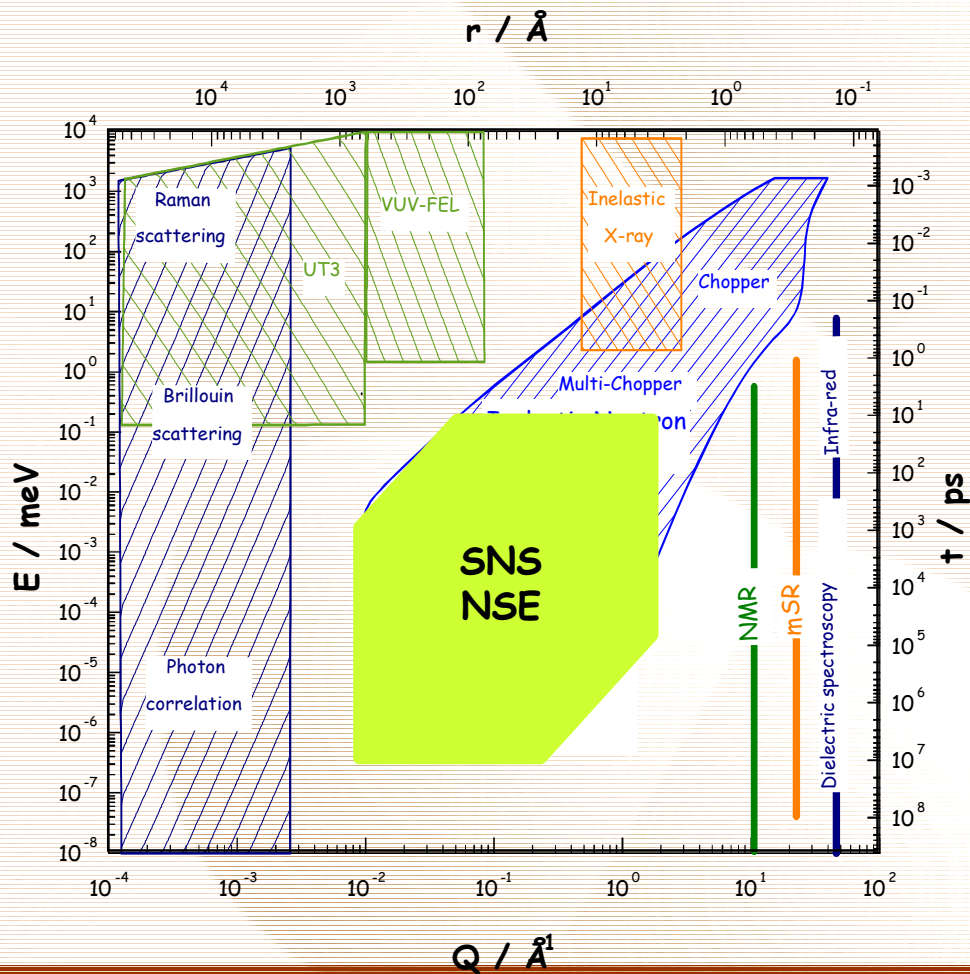 r / Å
10^4 10^3 10^2 10^1 10^0 10^-1
10^4
10^3
10^2
10^1
10^0
10^-1
10^-2
10^-3
10^-4
10^-5
10^-6
10^-7
10^-8
E / meV
Raman
scattering
UT3
VUV-FEL
Inelastic
X-ray
Chopper
Brillouin
scattering
Multi-Chopper
SNS
NSE
Photon
correlation
NMR
mSR
Infra-red
Dielectric spectroscopy
10^-3
10^-2
10^-1
10^0
10^1
10^2
10^3
10^4
10^5
10^6
10^7
10^8
t / ps
10^-4 10^-3 10^-2 10^-1 10^0 10^1 10^2
Q / Å^1